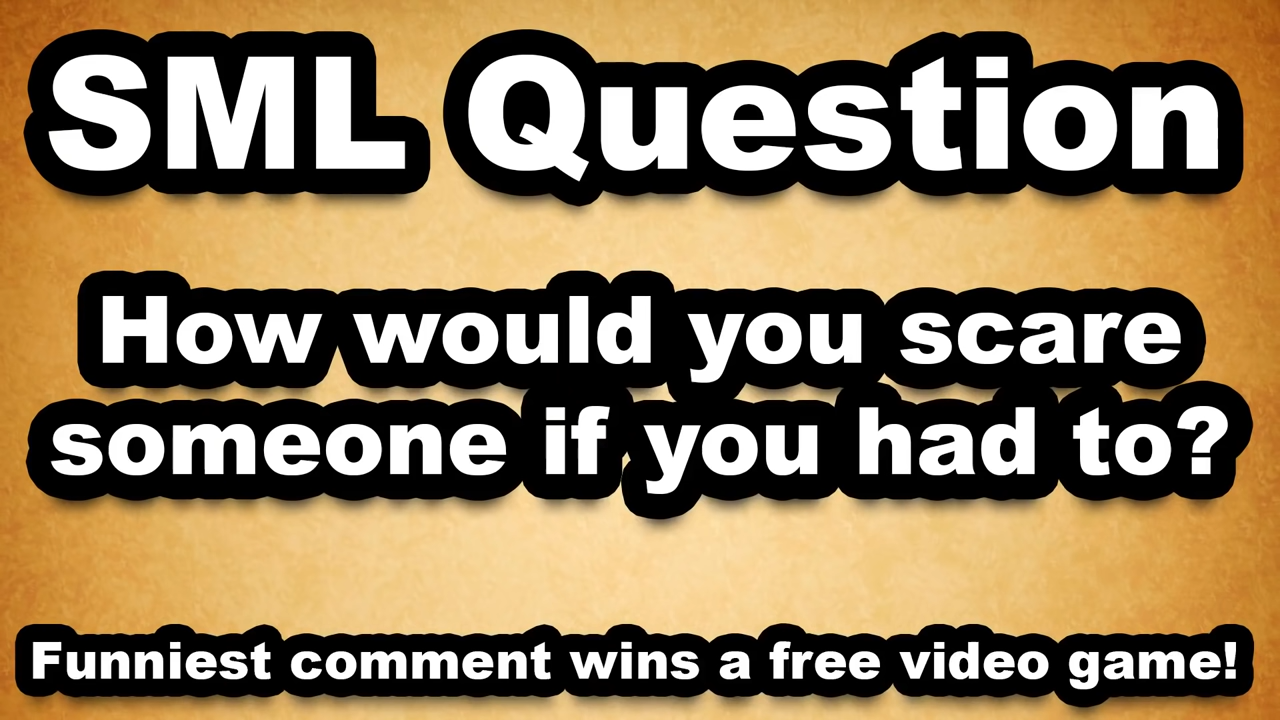 SML Question
How would you scare
someone if you had to?
Funniest comment wins a free video game!